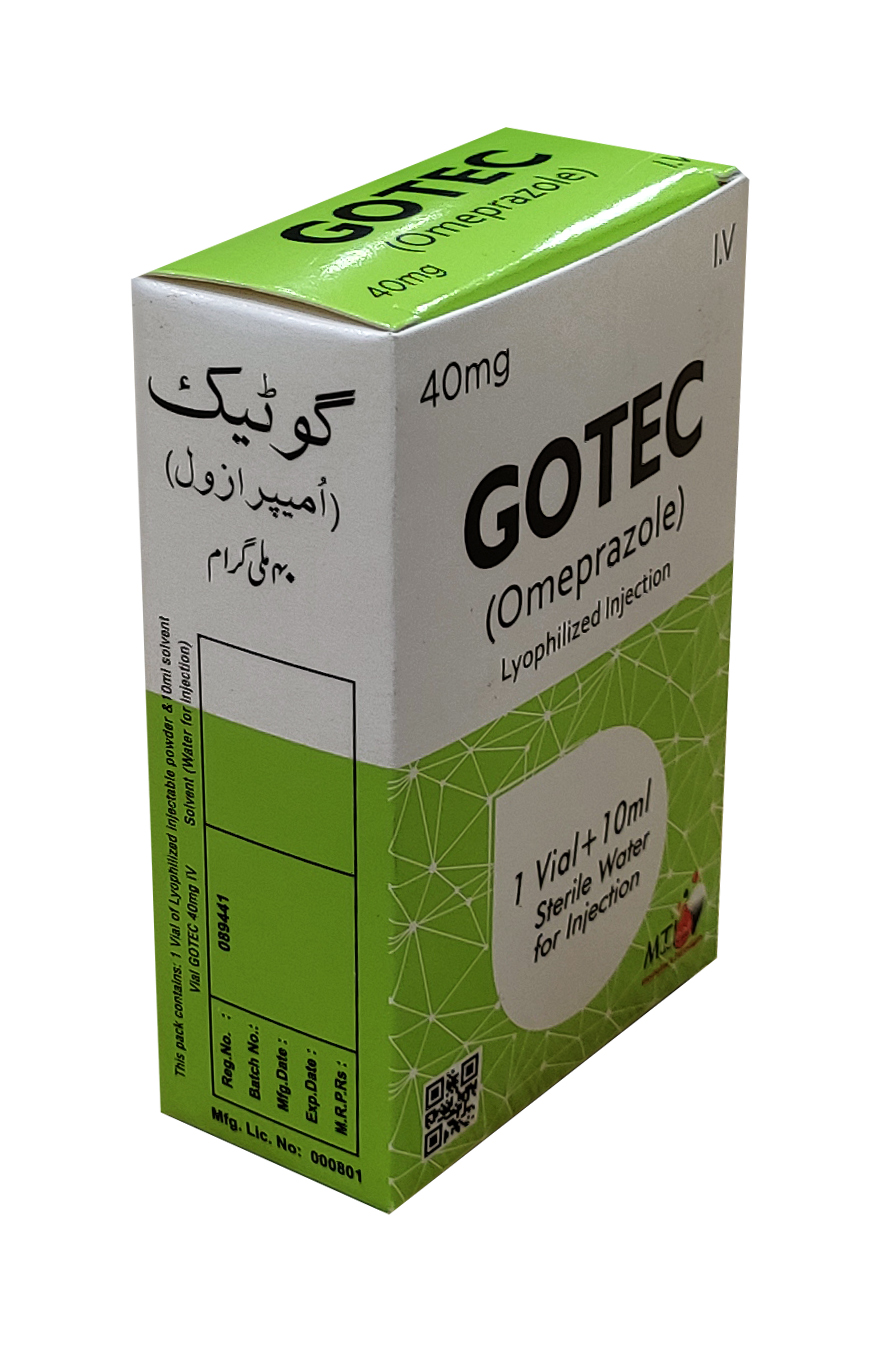 GOTEC
(Omeprazole)
40mg
I.V
40mg
I.V
GOTEC
(Omeprazole)
Lyophilized Injection
1 Vial + 10ml
Sterile Water
for Injection
گوٹیک
(اُمیپرازول)
۴۰ ملی گرام
This pack contains: 1 Vial of Lyophilized injectable powder & 10ml solvent
Vial GOTEC 40mg IV Solvent (Water for Injection)
Reg.No. : 089441
Batch No.:
Mfg.Date :
Exp.Date :
M.R.P.Rs :
Mfg. Lic. No: 000801